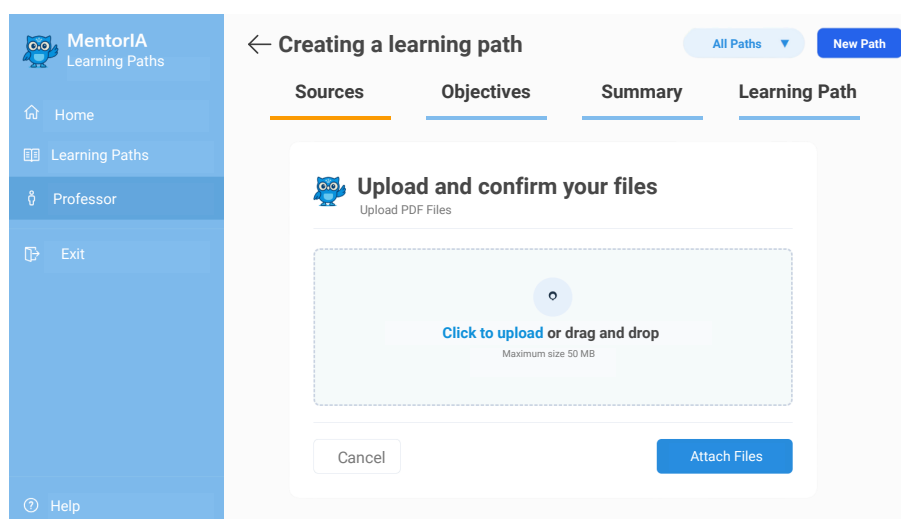 MentorIA
Learning Paths
Home
Learning Paths
Professor
Exit
Help
Creating a learning path
All Paths
New Path
Sources
Objectives
Summary
Learning Path
Upload and confirm your files
Upload PDF Files
Click to upload or drag and drop
Maximum size 50 MB
Cancel
Attach Files